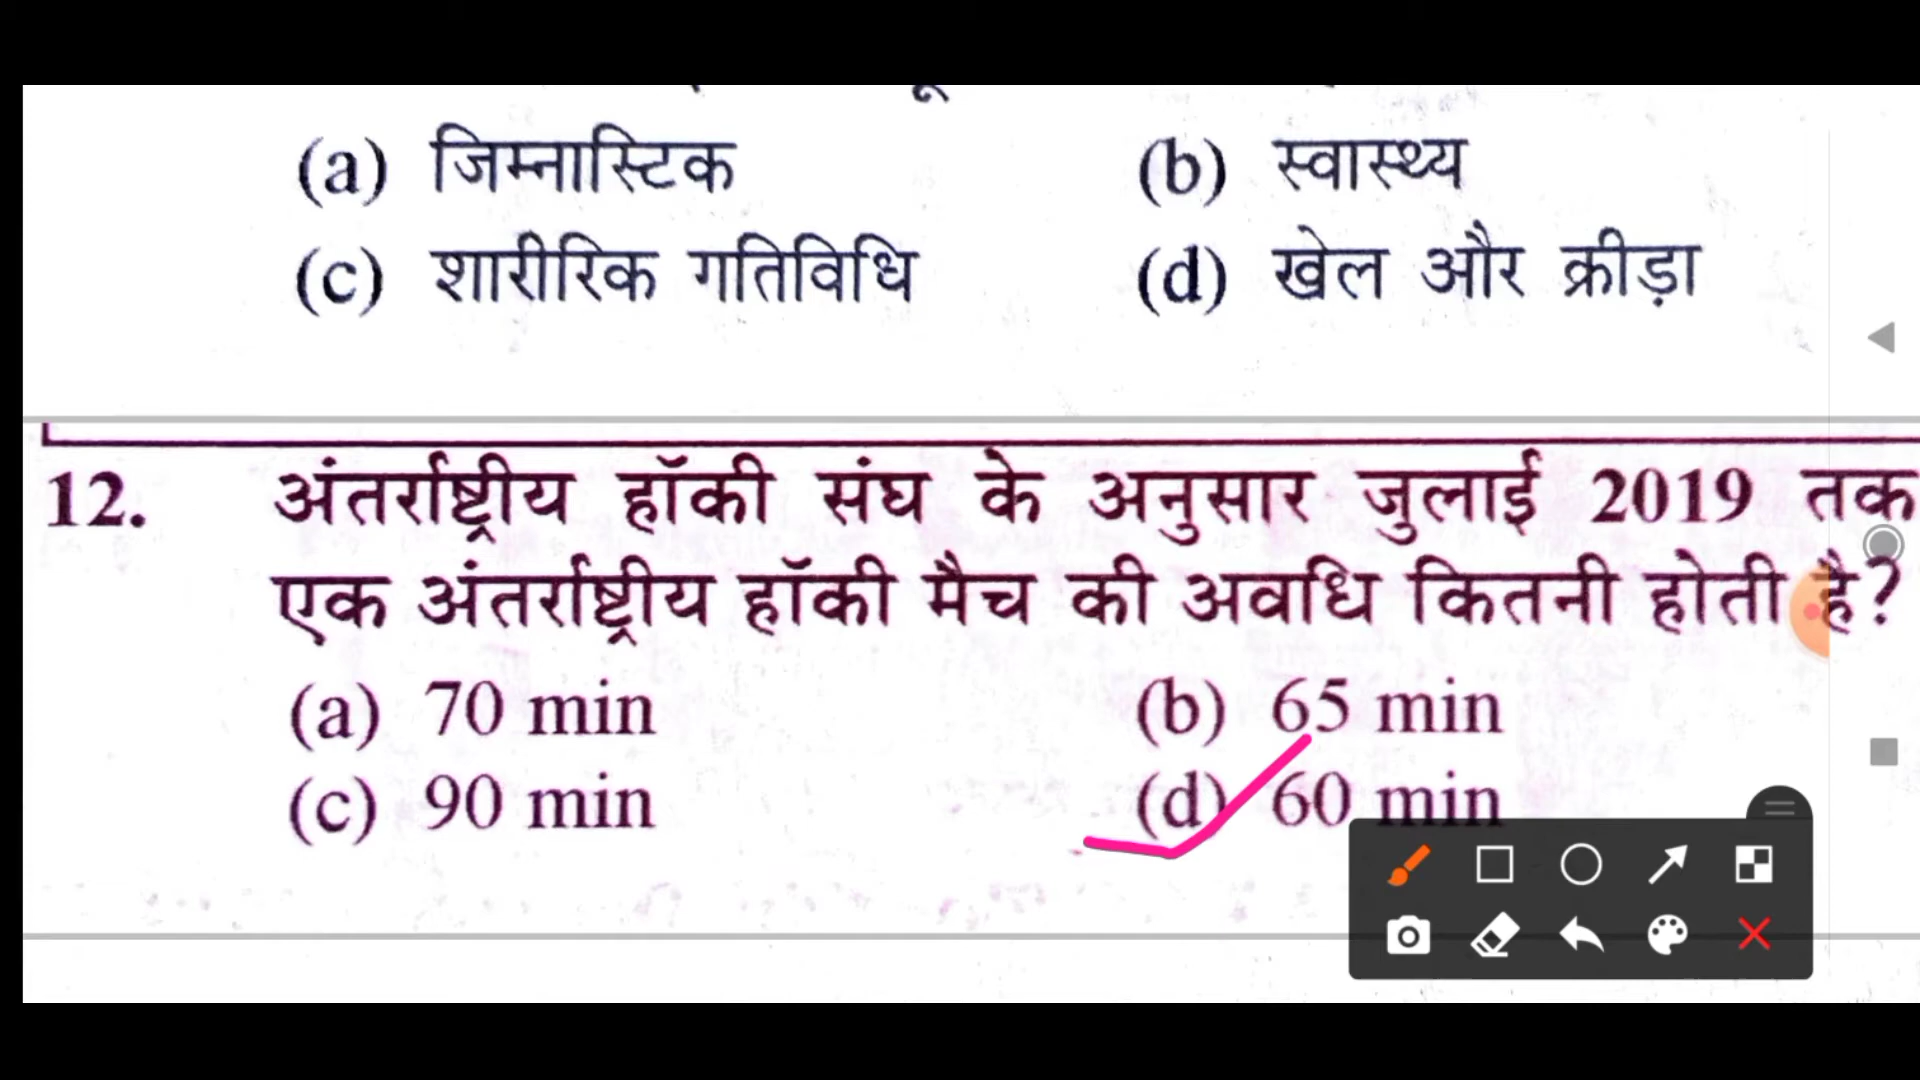 (a) जिम्नास्टिक (b) स्वास्थ्य
(c) शारीरिक गतिविधि (d) खेल और क्रीड़ा
12. अंतर्राष्ट्रीय हॉकी संघ के अनुसार जुलाई 2019 तक
एक अंतर्राष्ट्रीय हॉकी मैच की अवधि कितनी होती है?
(a) 70 min (b) 65 min
(c) 90 min (d) 60 min